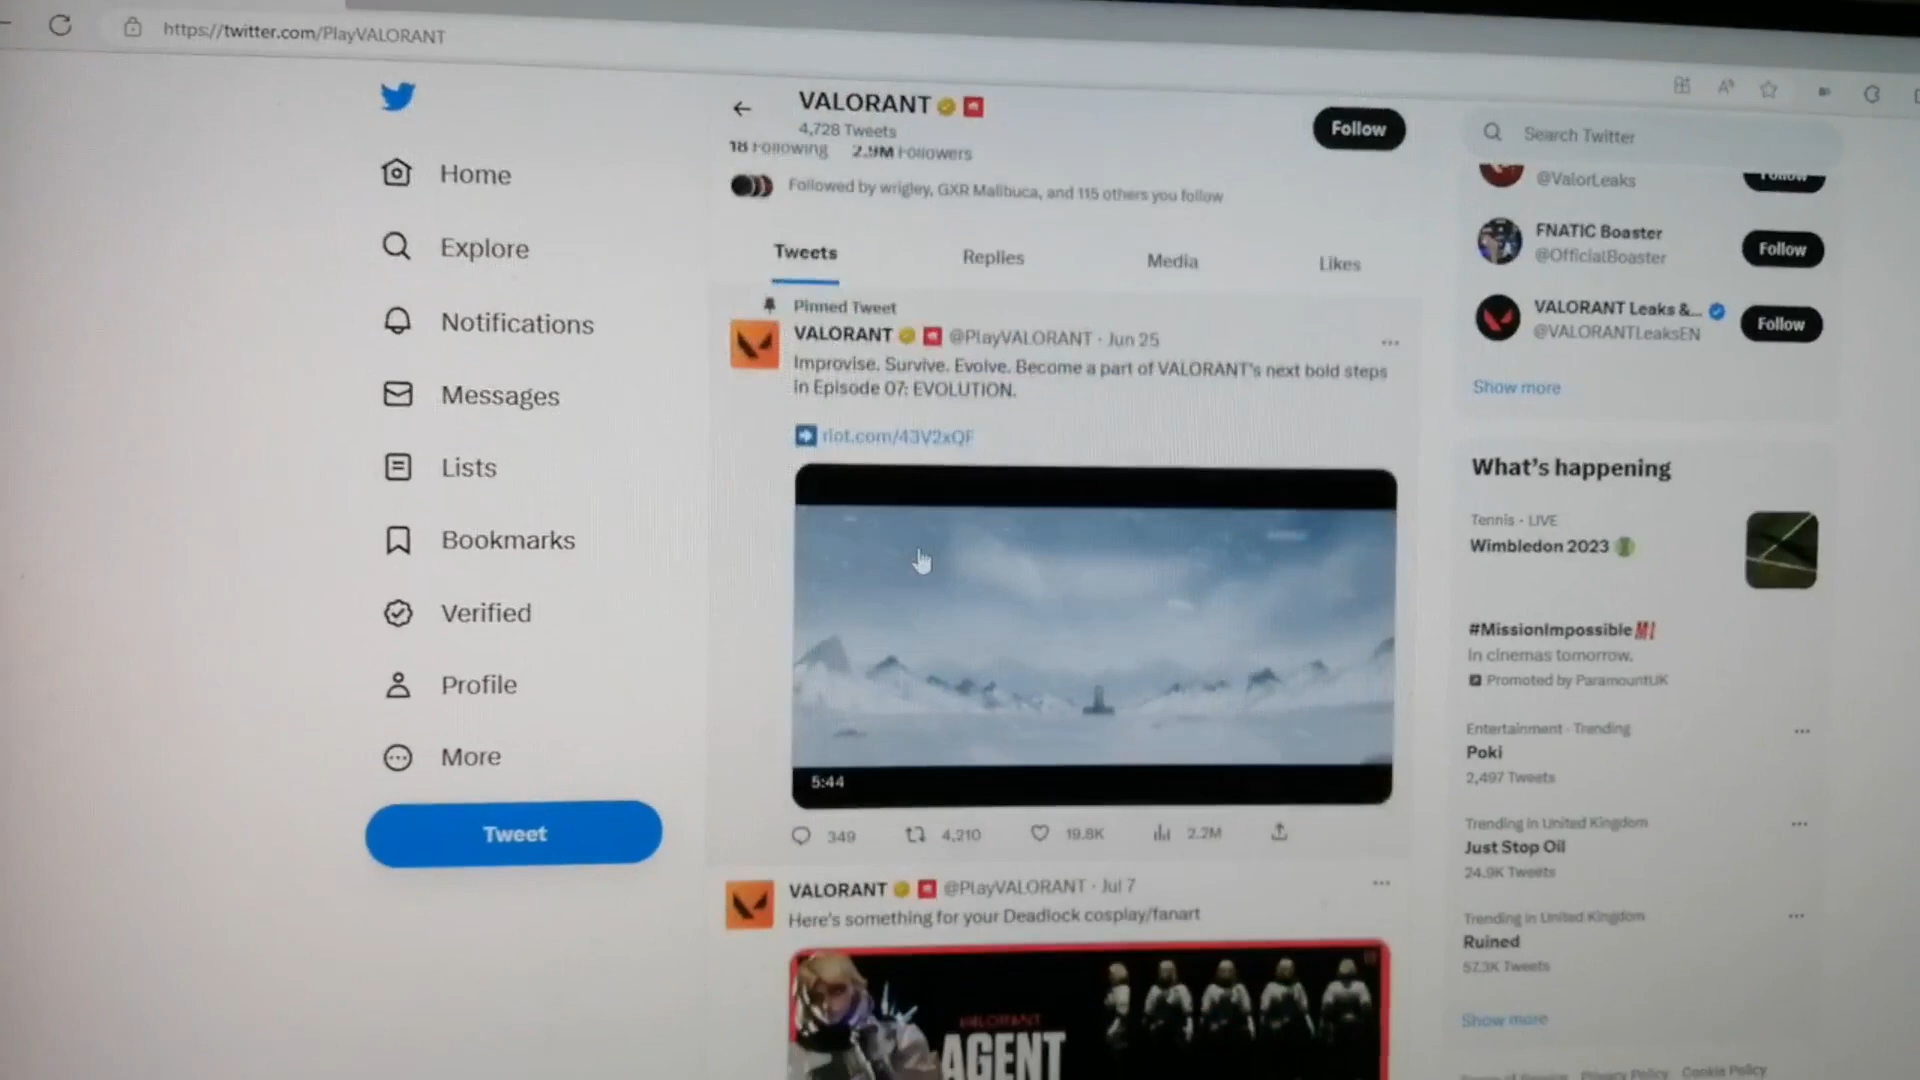 https://twitter.com/PlayVALORANT
Home
Explore
Notifications
Messages
Lists
Bookmarks
Verified
Profile
More
Tweet
VALORANT
4,728 Tweets
Follow
18 Following 2.9M Followers
Followed by wrigley, GXR Malibuca, and 115 others you follow
Tweets Replies Media Likes
Pinned Tweet
VALORANT @PlayVALORANT · Jun 25
Improvise. Survive. Evolve. Become a part of VALORANT's next bold steps
in Episode 07: EVOLUTION.
riot.com/43V2xQF
5:44
349 4,210 19.8K 2.2M
VALORANT @PlayVALORANT · Jul 7
Here's something for your Deadlock cosplay/fanart
VALORANT
AGENT
Search Twitter
@ValorLeaks
Follow
FNATIC Boaster
@OfficialBoaster
Follow
VALORANT Leaks &...
@VALORANTLeaksEN
Follow
Show more
What's happening
Tennis · LIVE
Wimbledon 2023
#MissionImpossible
In cinemas tomorrow.
Promoted by ParamountUK
Entertainment · Trending
Poki
2,497 Tweets
Trending in United Kingdom
Just Stop Oil
24.9K Tweets
Trending in United Kingdom
Ruined
57.3K Tweets
Show more
Terms of Service Privacy Policy Cookie Policy